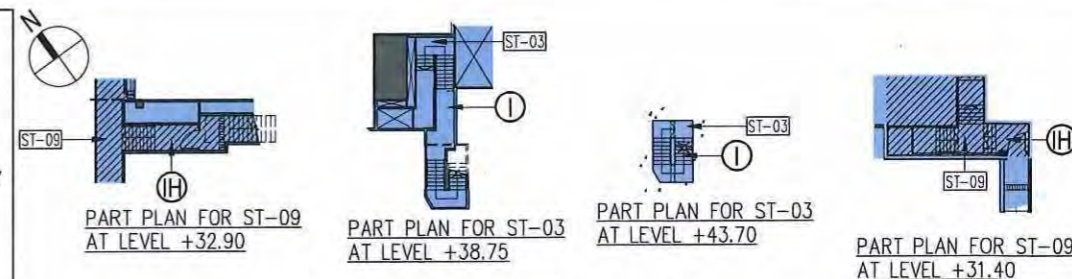 N
ST-09
IH
PART PLAN FOR ST-09
AT LEVEL +32.90
ST-03
I
PART PLAN FOR ST-03
AT LEVEL +38.75
ST-03
I
PART PLAN FOR ST-03
AT LEVEL +43.70
IH
ST-09
PART PLAN FOR ST-09
AT LEVEL +31.40